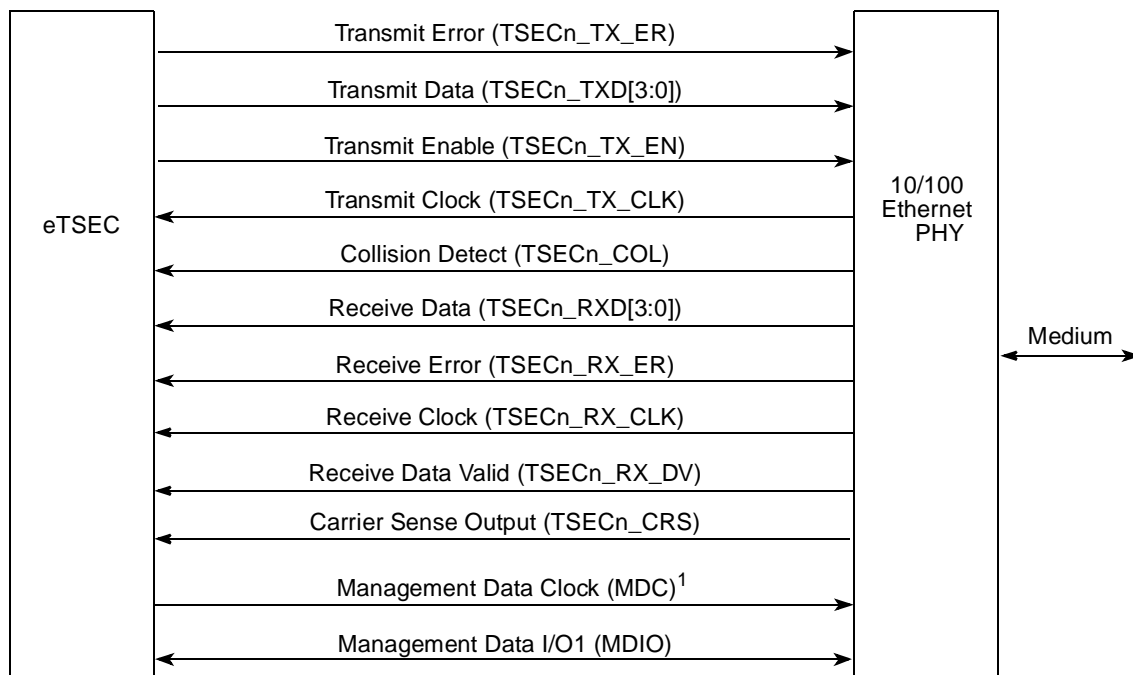 Transmit Error (TSECn_TX_ER)
Transmit Data (TSECn_TXD[3:0])
Transmit Enable (TSECn_TX_EN)
Transmit Clock (TSECn_TX_CLK)
eTSEC
10/100
Ethernet
PHY
Collision Detect (TSECn_COL)
Receive Data (TSECn_RXD[3:0])
Medium
Receive Error (TSECn_RX_ER)
Receive Clock (TSECn_RX_CLK)
Receive Data Valid (TSECn_RX_DV)
Carrier Sense Output (TSECn_CRS)
Management Data Clock (MDC)¹
Management Data I/O1 (MDIO)